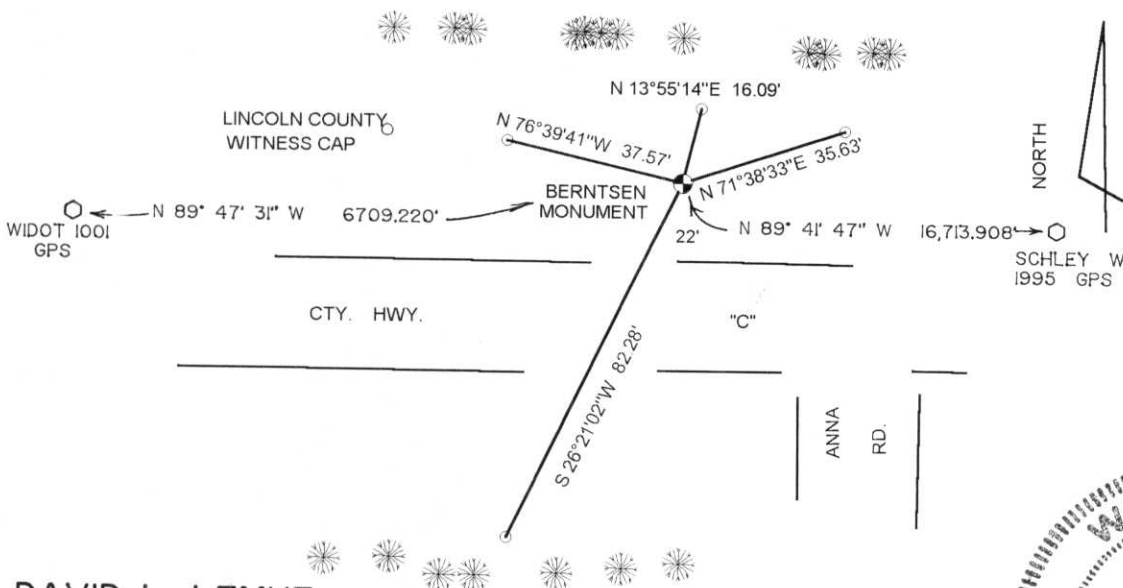 N 13°55'14"E 16.09'
LINCOLN COUNTY
WITNESS CAP
N 76°39'41"W 37.57'
N 71°38'33"E 35.63'
NORTH
BERNTSEN
MONUMENT
WIDOT 1001
GPS
N 89° 47' 31" W 6709.220'
22'
N 89° 41' 47" W 16,713.908'
SCHLEY W
1995 GPS
CTY. HWY. "C"
S 26°21'02"W 82.28'
ANNA
RD.
W